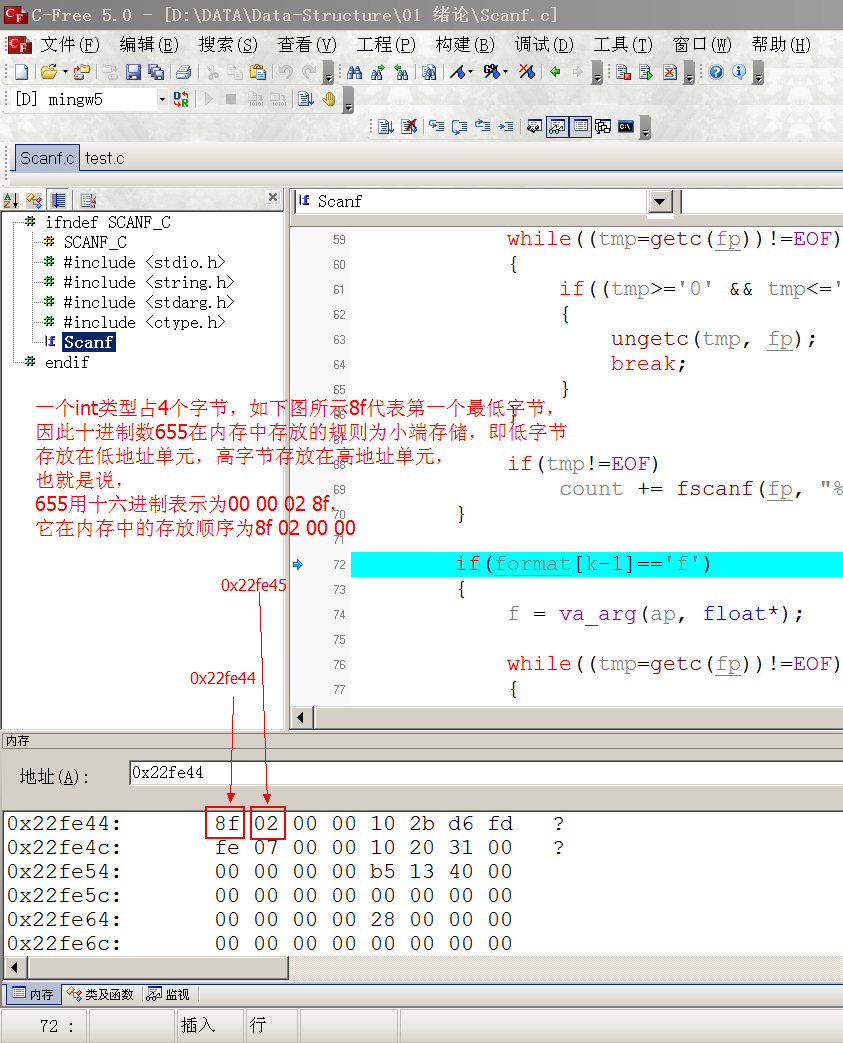 C-Free 5.0 - [D:\DATA\Data-Structure\01 绪论\Scanf.c]
文件(F) 编辑(E) 搜索(S) 查看(V) 工程(P) 构建(B) 调试(D) 工具(T) 窗口(W) 帮助(H)
[D] mingw5
Scanf.c test.c
Scanf
ifndef SCANF_C
SCANF_C
#include <stdio.h>
#include <string.h>
#include <stdarg.h>
#include <ctype.h>
Scanf
endif
59 while((tmp=getc(fp))!=EOF)
60 {
61 if((tmp>='0' && tmp<='
62 {
63 ungetc(tmp, fp);
64 break;
65 }
66 }
67
68 if(tmp!=EOF)
69 count += fscanf(fp, "%
70 }
71
72 if(format[k-1]=='f')
73 {
74 f = va_arg(ap, float*);
75
76 while((tmp=getc(fp))!=EOF)
77 {
一个int类型占4个字节，如下图所示8f代表第一个最低字节，
因此十进制数655在内存中存放的规则为小端存储，即低字节
存放在低地址单元，高字节存放在高地址单元，
也就是说，
655用十六进制表示为00 00 02 8f，
它在内存中的存放顺序为8f 02 00 00
0x22fe45
0x22fe44
内存
地址(A): 0x22fe44
0x22fe44: 8f 02 00 00 10 2b d6 fd ?
0x22fe4c: fe 07 00 00 10 20 31 00 ?
0x22fe54: 00 00 00 00 b5 13 40 00
0x22fe5c: 00 00 00 00 00 00 00 00
0x22fe64: 00 00 00 00 28 00 00 00
0x22fe6c: 00 00 00 00 00 00 00 00
内存 类及函数 监视
72 : 插入 行